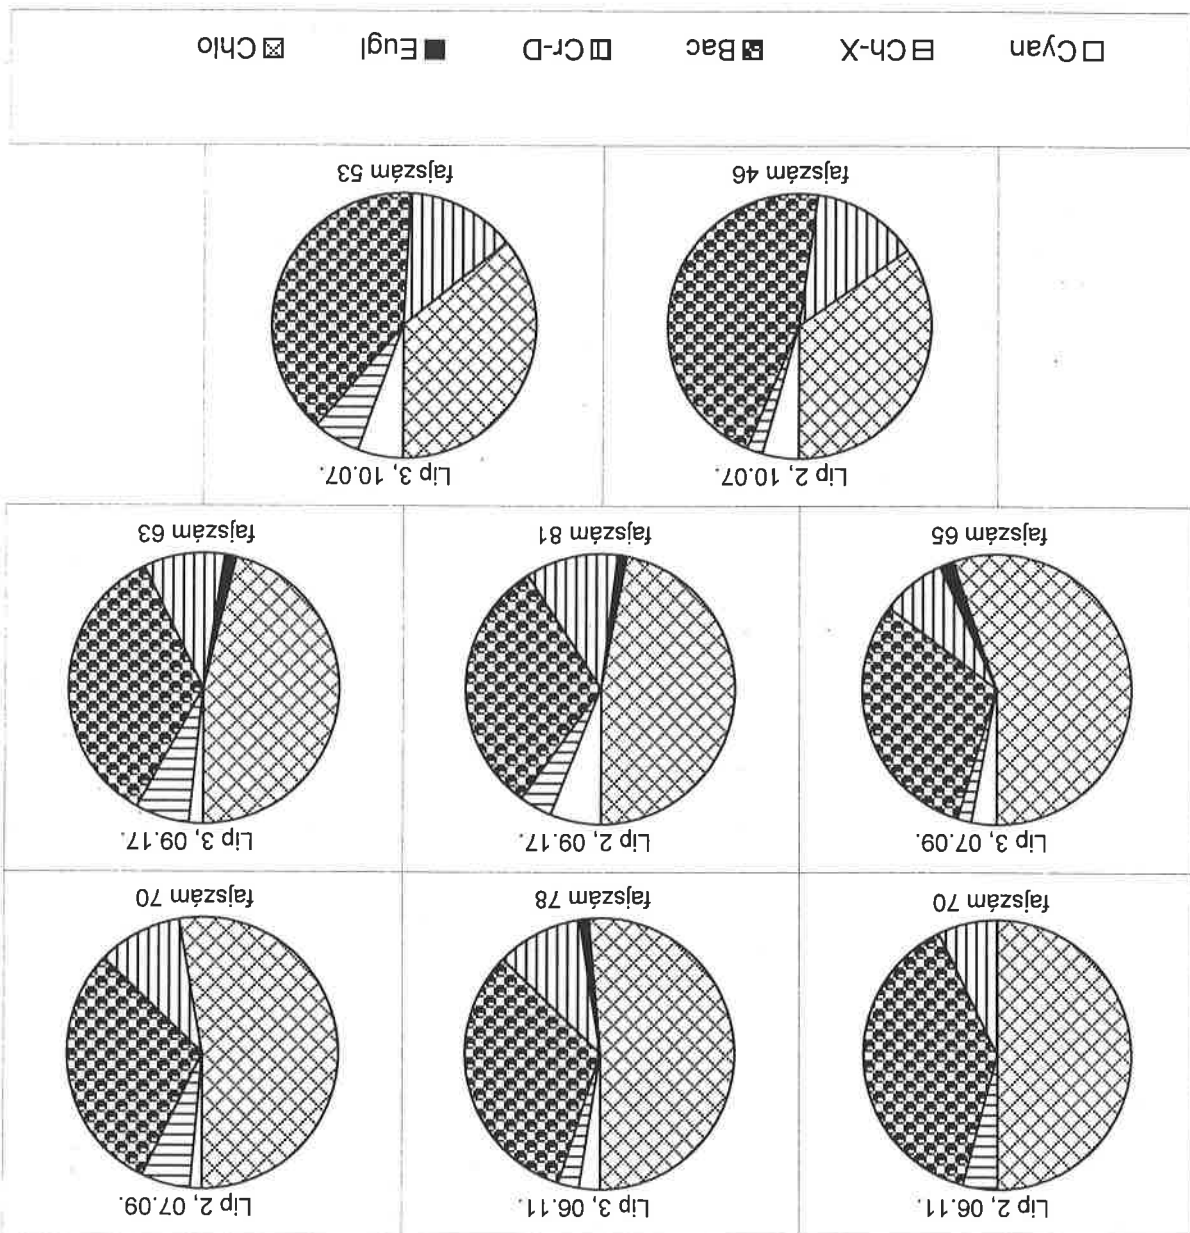 Lip 2, 06.11.
fajszám 70
Lip 3, 06.11.
fajszám 78
Lip 2, 07.09.
fajszám 70
Lip 3, 07.09.
fajszám 65
Lip 2, 09.17.
fajszám 81
Lip 3, 09.17.
fajszám 63
Lip 2, 10.07.
fajszám 46
Lip 3, 10.07.
fajszám 53
Cyan Ch-X Bac Cr-D Eugl Chlo